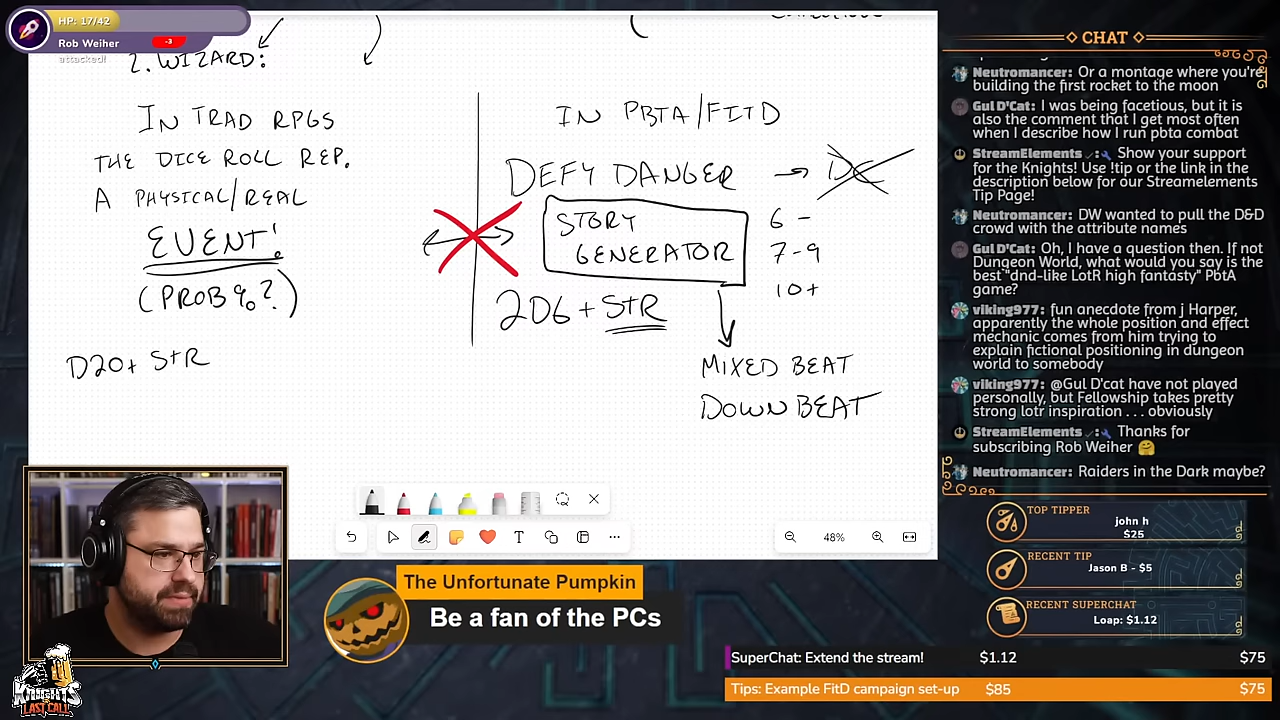 HP: 17/42
Rob Weiher
-3
attacked!
2. WIZARD:
IN TRAD RPGS
THE DICE ROLL REP.
A PHYSICAL/REAL
EVENT!
(PROB %?)
D20+ STR
IN PBTA/FITD
DEFY DANGER → DC
STORY
GENERATOR
6 -
7-9
10+
2D6 + STR
MIXED BEAT
DOWN BEAT
48%
The Unfortunate Pumpkin
Be a fan of the PCs
KNIGHTS
LAST CALL
CHAT
Neutromancer: Or a montage where you're
building the first rocket to the moon
Gul D'Cat: I was being facetious, but it is
also the comment that I get most often
when I describe how I run pbta combat
StreamElements: Show your support
for the Knights! Use !tip or the link in the
description below for our Streamelements
Tip Page!
Neutromancer: DW wanted to pull the D&D
crowd with the attribute names
Gul D'Cat: Oh, I have a question then. If not
Dungeon World, what would you say is the
best "dnd-like LotR high fantasty" PbtA
game?
viking977: fun anecdote from j Harper,
apparently the whole position and effect
mechanic comes from him trying to
explain fictional positioning in dungeon
world to somebody
viking977: @Gul D'cat have not played
personally, but Fellowship takes pretty
strong lotr inspiration . . . obviously
StreamElements: Thanks for
subscribing Rob Weiher 🤗
Neutromancer: Raiders in the Dark maybe?
TOP TIPPER
john h
$25
RECENT TIP
Jason B - $5
RECENT SUPERCHAT
Loap: $1.12
SuperChat: Extend the stream! $1.12 $75
Tips: Example FitD campaign set-up $85 $75